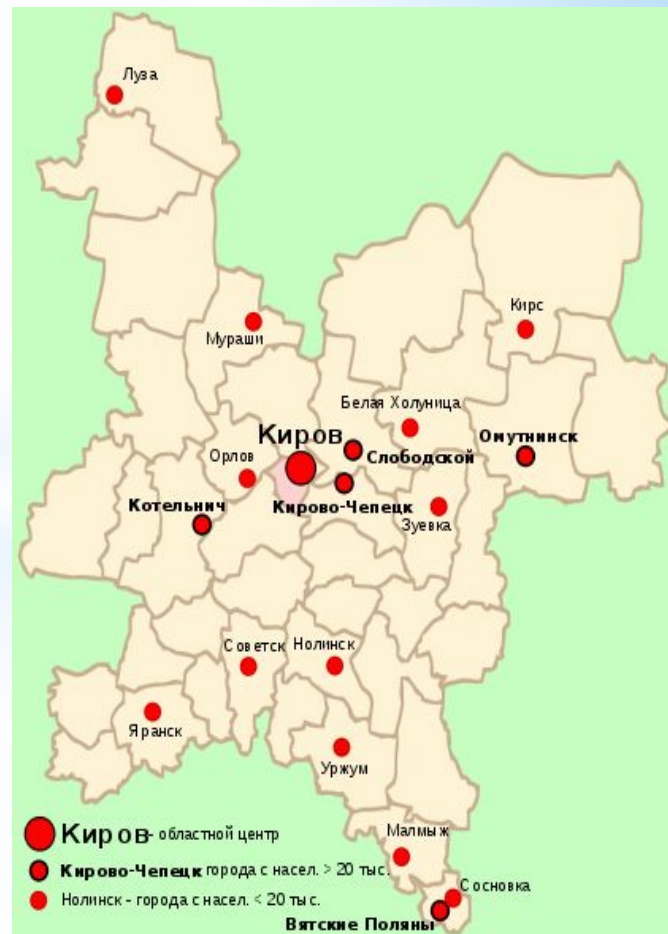 Луза
Кирс
Мураши
Белая Холуница
Киров
Омутнинск
Слободской
Орлов
Кирово-Чепецк
Котельнич
Зуевка
Советск
Нолинск
Яранск
Уржум
Киров - областной центр
Малмыж
Кирово-Чепецк города с насел. > 20 тыс.
Сосновка
Нолинск - города с насел. < 20 тыс.
Вятские Поляны